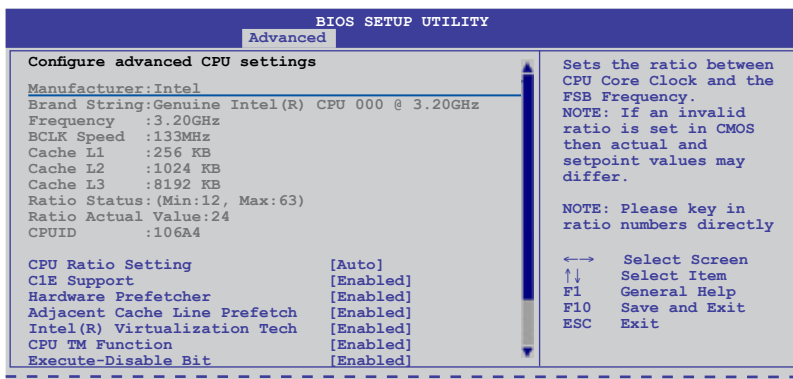 BIOS SETUP UTILITY
Advanced
Configure advanced CPU settings
Manufacturer:Intel
Brand String:Genuine Intel(R) CPU 000 @ 3.20GHz
Frequency :3.20GHz
BCLK Speed :133MHz
Cache L1 :256 KB
Cache L2 :1024 KB
Cache L3 :8192 KB
Ratio Status:(Min:12, Max:63)
Ratio Actual Value:24
CPUID :106A4
CPU Ratio Setting [Auto]
C1E Support [Enabled]
Hardware Prefetcher [Enabled]
Adjacent Cache Line Prefetch [Enabled]
Intel(R) Virtualization Tech [Enabled]
CPU TM Function [Enabled]
Execute-Disable Bit [Enabled]
Sets the ratio between
CPU Core Clock and the
FSB Frequency.
NOTE: If an invalid
ratio is set in CMOS
then actual and
setpoint values may
differ.
NOTE: Please key in
ratio numbers directly
←→ Select Screen
↑↓ Select Item
F1 General Help
F10 Save and Exit
ESC Exit